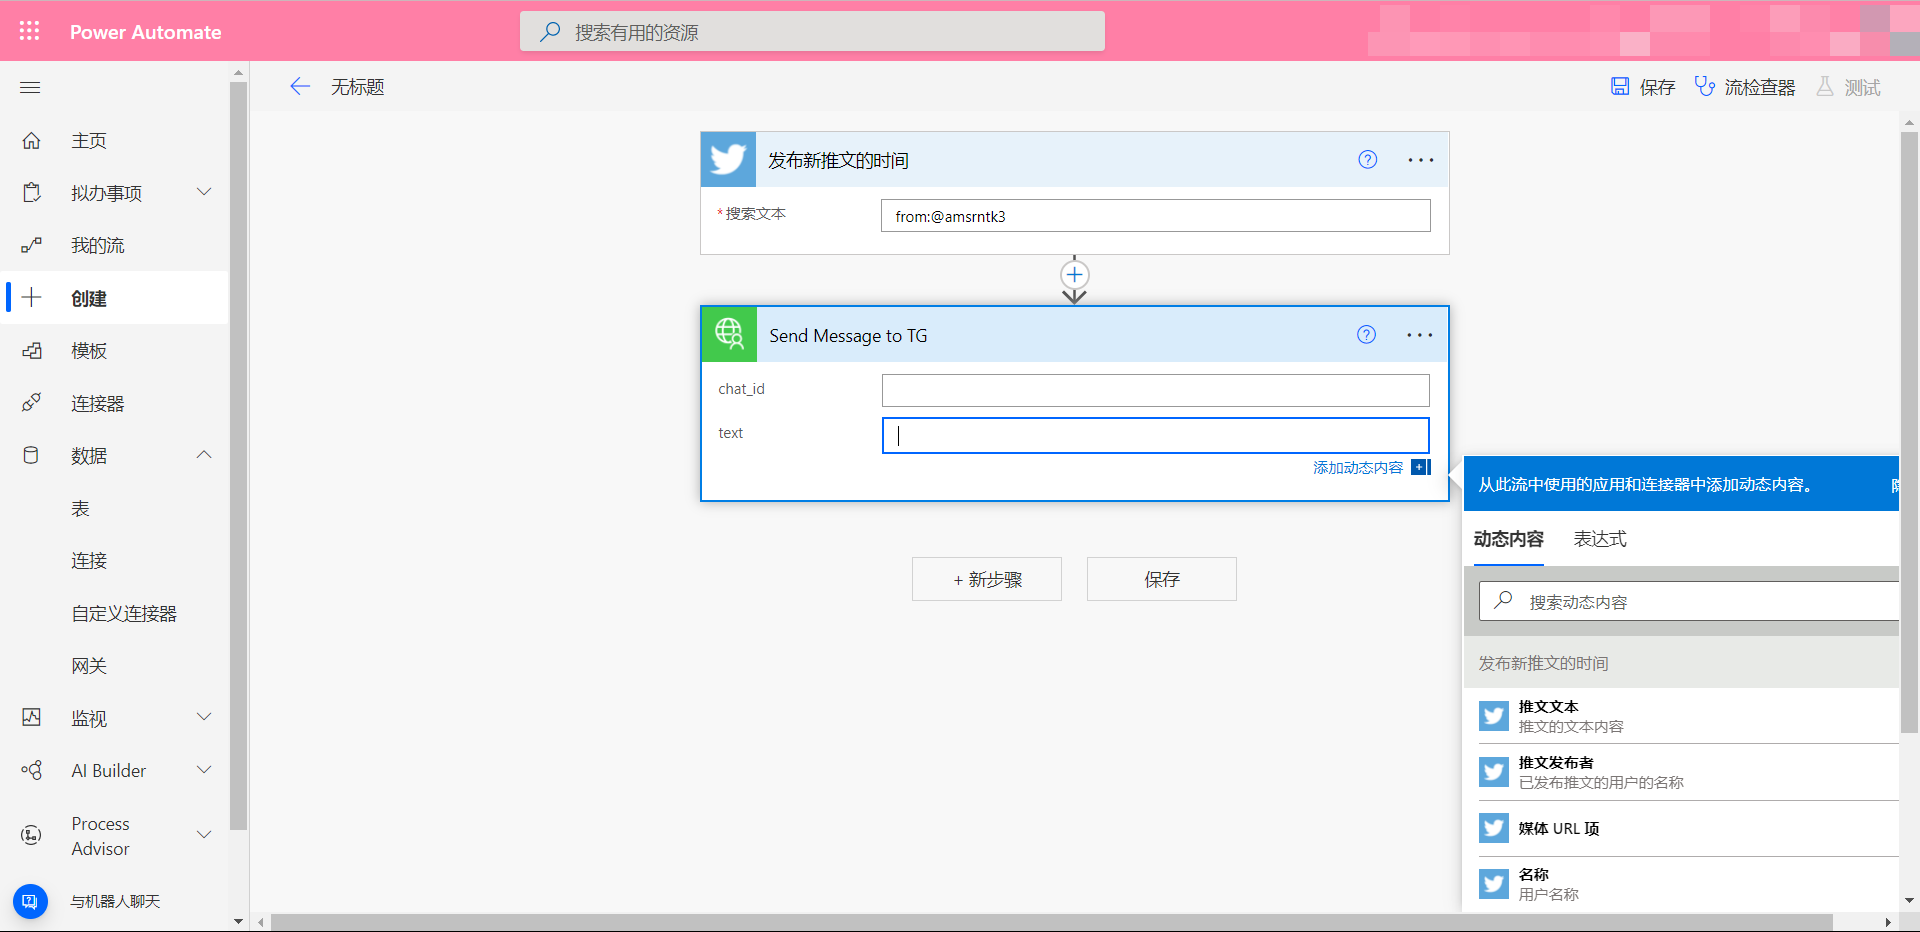 Power Automate
搜索有用的资源
无标题
保存
流检查器
测试
主页
拟办事项
我的流
创建
模板
连接器
数据
表
连接
自定义连接器
网关
监视
AI Builder
Process
Advisor
与机器人聊天
发布新推文的时间
* 搜索文本
from:@amsrntk3
Send Message to TG
chat_id
text
添加动态内容
+ 新步骤
保存
从此流中使用的应用和连接器中添加动态内容。
动态内容
表达式
搜索动态内容
发布新推文的时间
推文文本
推文的文本内容
推文发布者
已发布推文的用户的名称
媒体 URL 项
名称
用户名称